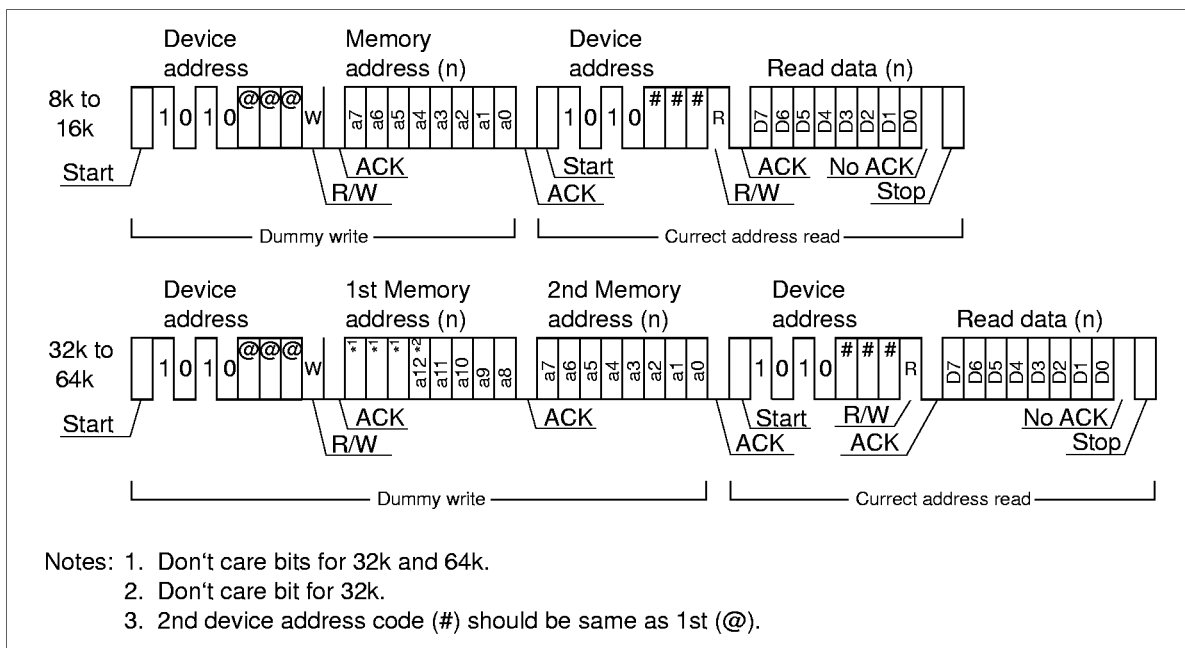 Device Memory Device
address address (n) address Read data (n)
8k to
16k
1 0 1 0 @ @ @ W a7 a6 a5 a4 a3 a2 a1 a0 1 0 1 0 # # # R D7 D6 D5 D4 D3 D2 D1 D0
Start ACK Start ACK No ACK
R/W ACK R/W Stop
Dummy write Currect address read
Device 1st Memory 2nd Memory Device
address address (n) address (n) address Read data (n)
32k to
64k
1 0 1 0 @ @ @ W *1 *1 *1 a12 *2 a11 a10 a9 a8 a7 a6 a5 a4 a3 a2 a1 a0 1 0 1 0 # # # R D7 D6 D5 D4 D3 D2 D1 D0
Start ACK ACK Start R/W No ACK
R/W ACK ACK Stop
Dummy write Currect address read
Notes: 1. Don't care bits for 32k and 64k.
2. Don't care bit for 32k.
3. 2nd device address code (#) should be same as 1st (@).